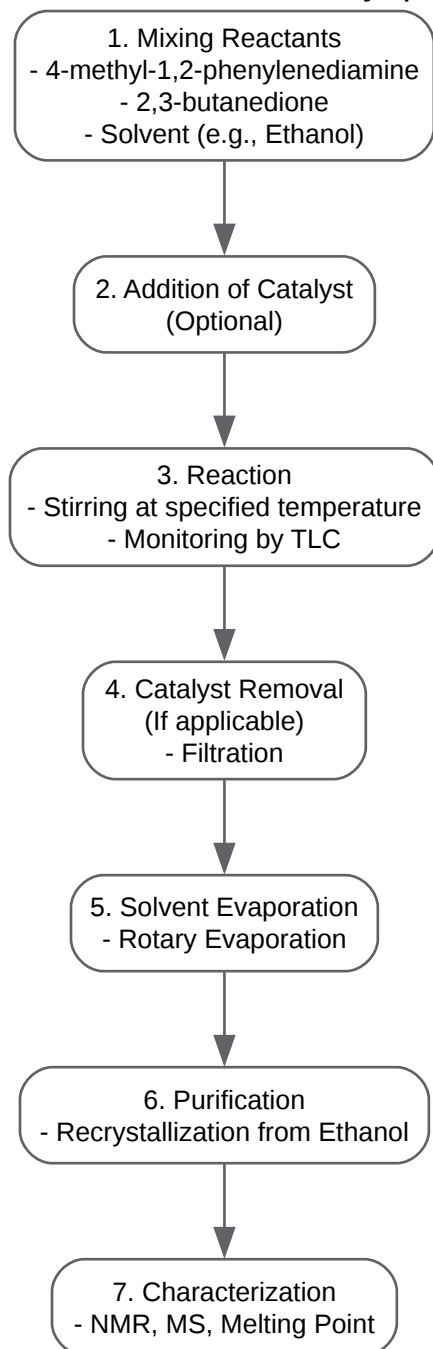 1. Mixing Reactants
- 4-methyl-1,2-phenylenediamine
- 2,3-butanedione
- Solvent (e.g., Ethanol)
2. Addition of Catalyst
(Optional)
3. Reaction
- Stirring at specified temperature
- Monitoring by TLC
4. Catalyst Removal
(If applicable)
- Filtration
5. Solvent Evaporation
- Rotary Evaporation
6. Purification
- Recrystallization from Ethanol
7. Characterization
- NMR, MS, Melting Point